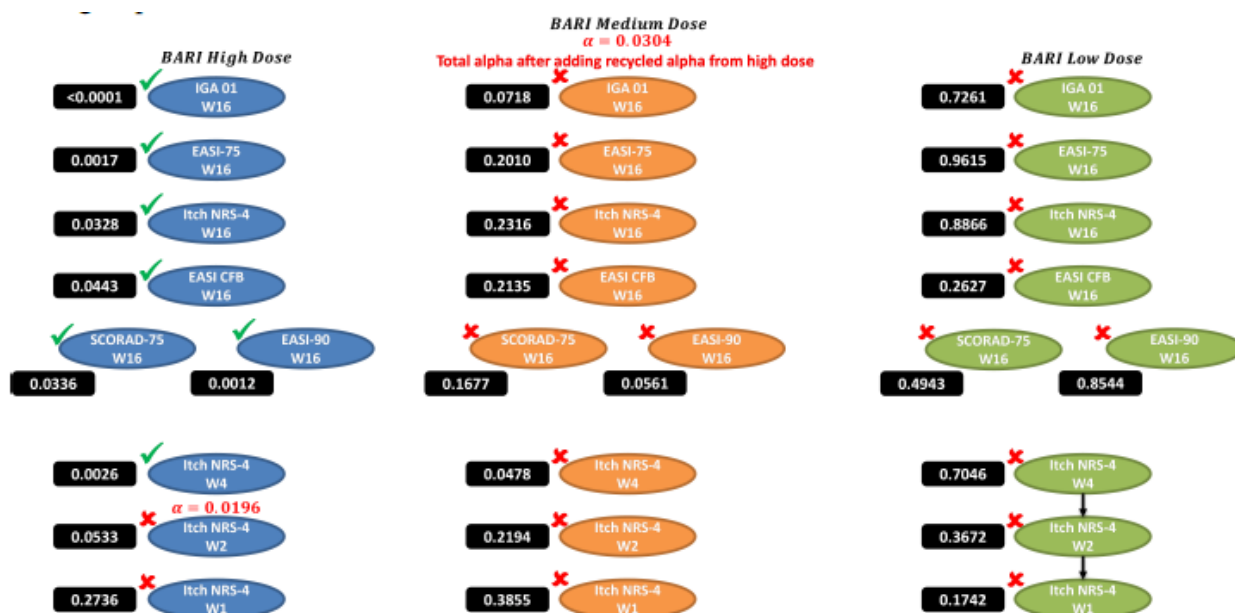 BARI Medium Dose
α = 0.0304
BARI High Dose
Total alpha after adding recycled alpha from high dose
BARI Low Dose
<0.0001
IGA 01
W16
0.0718
IGA 01
W16
0.7261
IGA 01
W16
0.0017
EASI-75
W16
0.2010
EASI-75
W16
0.9615
EASI-75
W16
0.0328
Itch NRS-4
W16
0.2316
Itch NRS-4
W16
0.8866
Itch NRS-4
W16
0.0443
EASI CFB
W16
0.2135
EASI CFB
W16
0.2627
EASI CFB
W16
SCORAD-75
W16
EASI-90
W16
SCORAD-75
W16
EASI-90
W16
SCORAD-75
W16
EASI-90
W16
0.0336
0.0012
0.1677
0.0561
0.4943
0.8544
0.0026
Itch NRS-4
W4
0.0478
Itch NRS-4
W4
0.7046
Itch NRS-4
W4
α = 0.0196
0.0533
Itch NRS-4
W2
0.2194
Itch NRS-4
W2
0.3672
Itch NRS-4
W2
0.2736
Itch NRS-4
W1
0.3855
Itch NRS-4
W1
0.1742
Itch NRS-4
W1